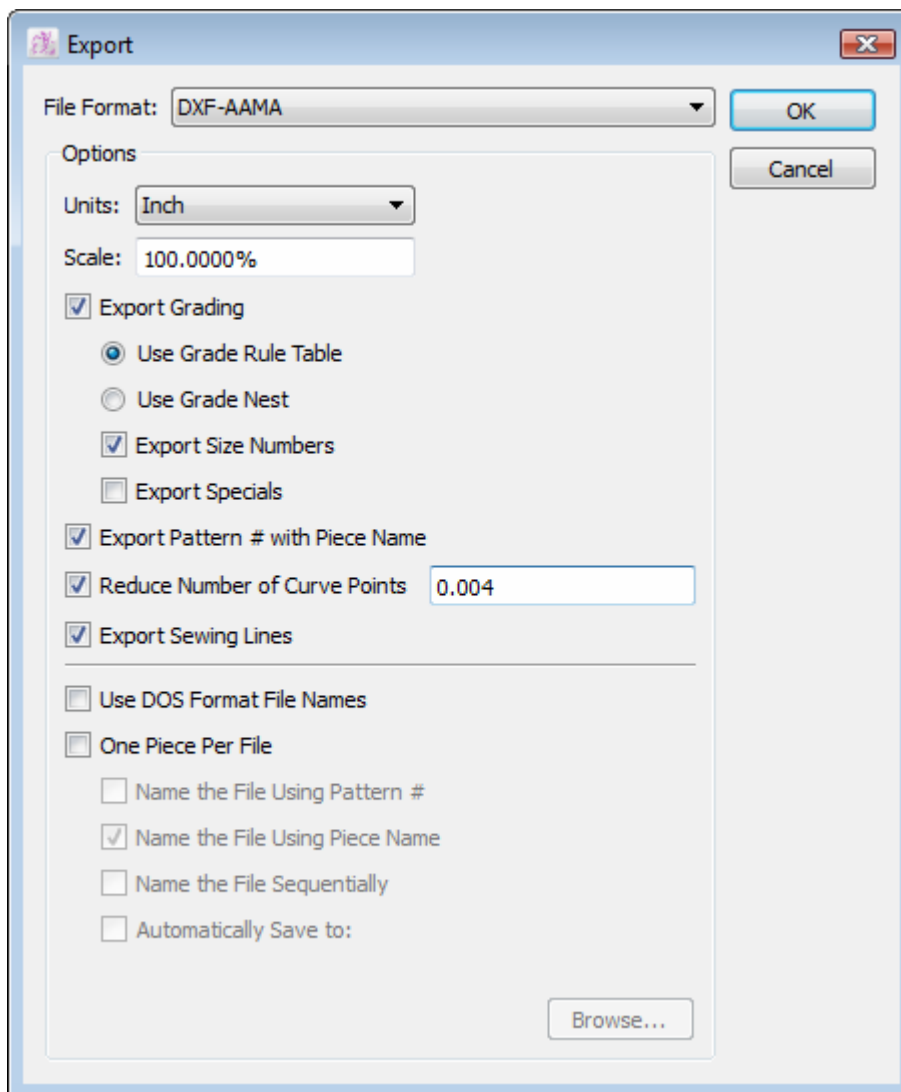 Export
File Format: DXF-AAMA
OK
Options
Cancel
Units: Inch
Scale: 100.0000%
Export Grading
Use Grade Rule Table
Use Grade Nest
Export Size Numbers
Export Specials
Export Pattern # with Piece Name
Reduce Number of Curve Points 0.004
Export Sewing Lines
Use DOS Format File Names
One Piece Per File
Name the File Using Pattern #
Name the File Using Piece Name
Name the File Sequentially
Automatically Save to:
Browse...